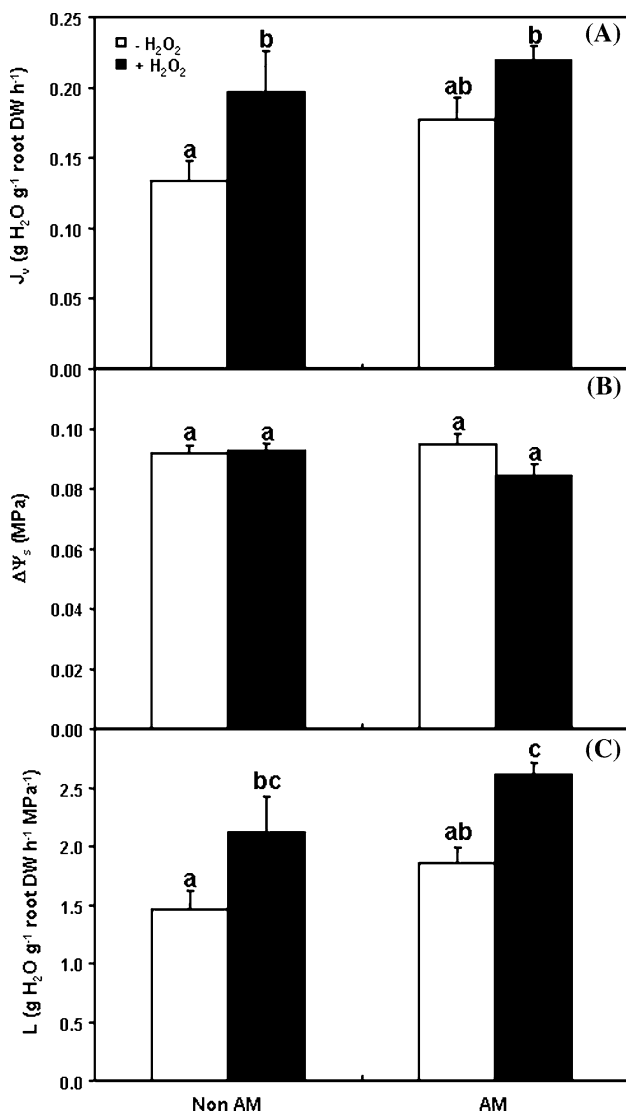 0.25
0.20
0.15
0.10
0.05
0.00
J_v (g H₂O g⁻¹ root DW h⁻¹)
- H₂O₂
+ H₂O₂
(A)
a
b
ab
b
0.10
0.08
0.06
0.04
0.02
0.00
ΔΨ_s (MPa)
(B)
a
a
a
a
2.5
2.0
1.5
1.0
0.5
0.0
L (g H₂O g⁻¹ root DW h⁻¹ MPa⁻¹)
(C)
a
bc
ab
c
Non AM
AM